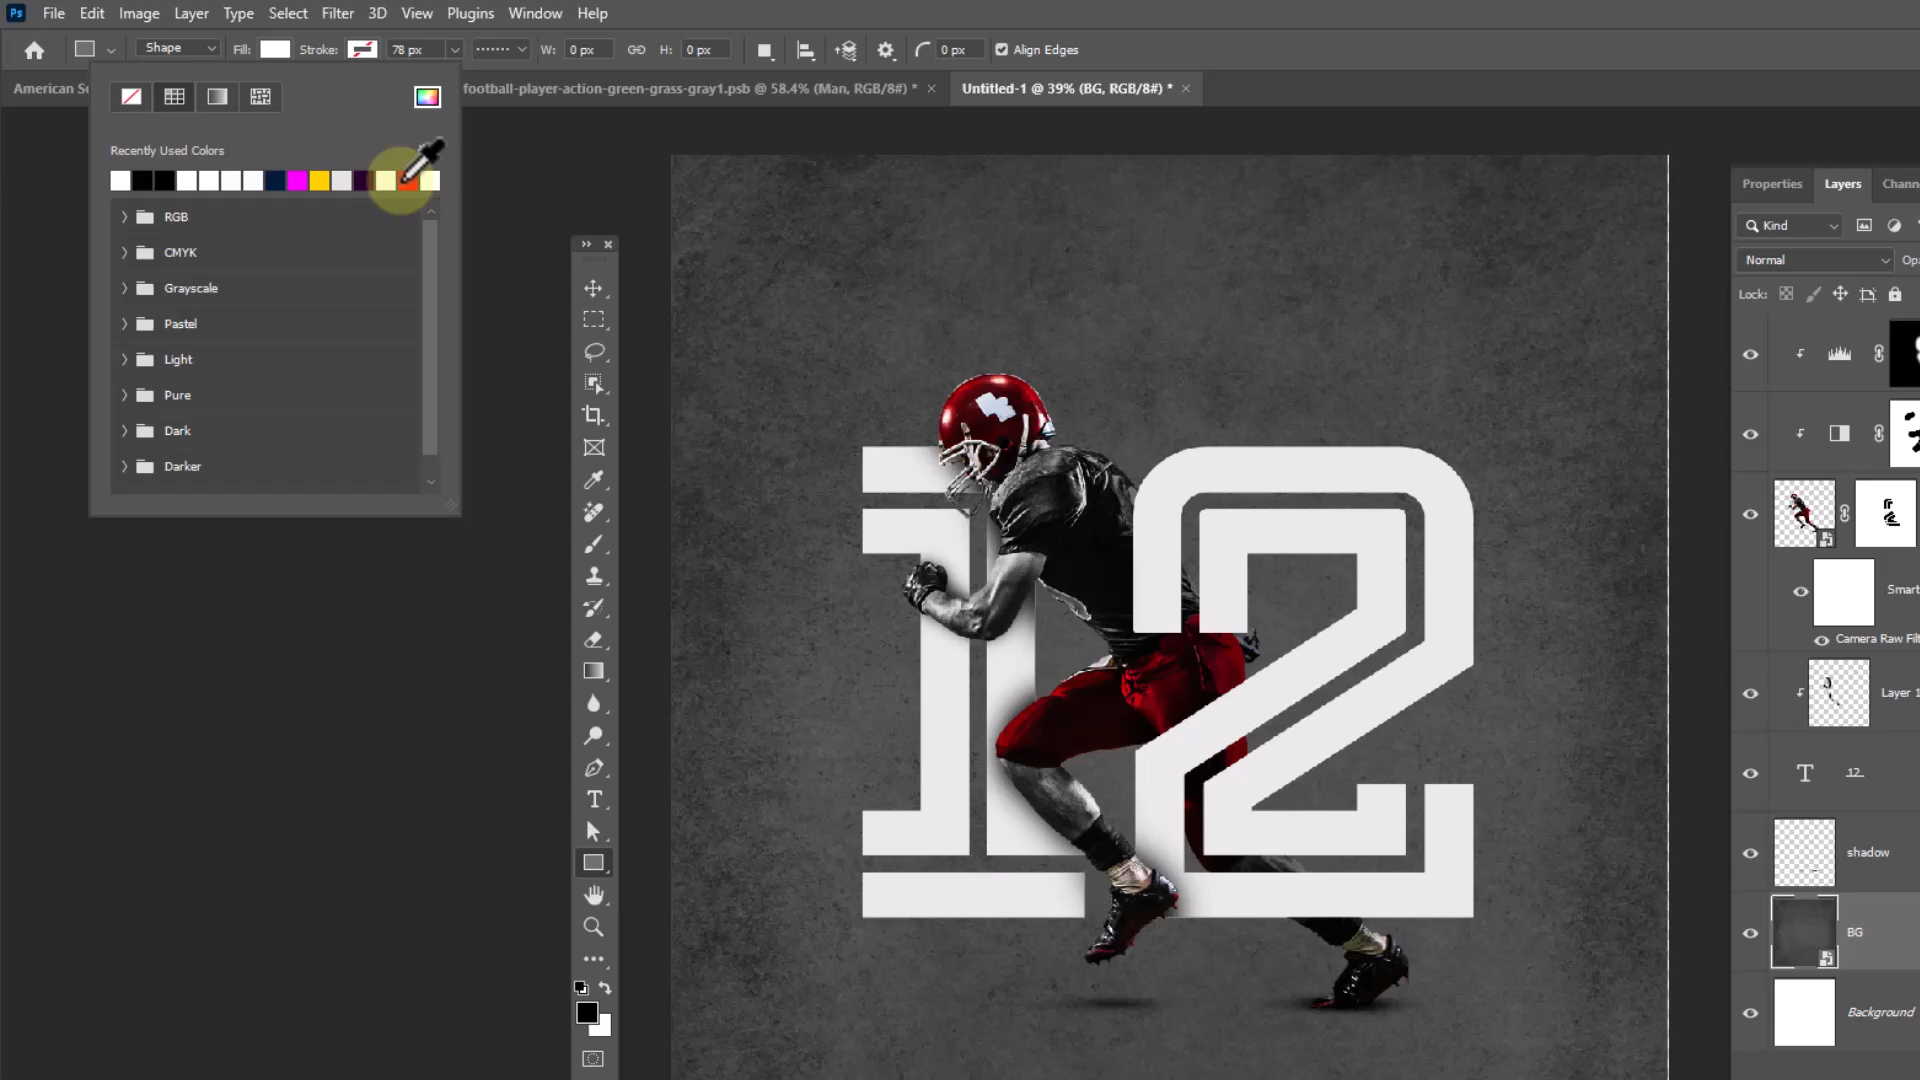 Ps File Edit Image Layer Type Select Filter 3D View Plugins Window Help
Shape Fill: Stroke: 78 px W: 0 px H: 0 px 0 px Align Edges
American Se football-player-action-green-grass-gray1.psb @ 58.4% (Man, RGB/8#) * × Untitled-1 @ 39% (BG, RGB/8#) * ×
Recently Used Colors
RGB
CMYK
Grayscale
Pastel
Light
Pure
Dark
Darker
12
Properties Layers Chann
Kind
Normal Opa
Lock:
Smart
Camera Raw Filt
Layer 1
T 12
shadow
BG
Background